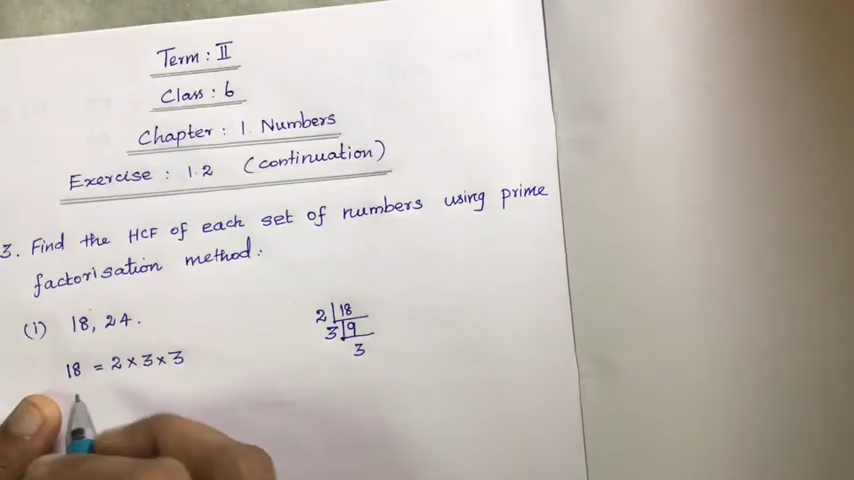 Term : II
Class : 6
Chapter : 1. Numbers
Exercise : 1.2 (continuation)
3. Find the HCF of each set of numbers using prime
factorisation method.
(i) 18, 24.
18 = 2 × 3 × 3
2 18
3 9
3